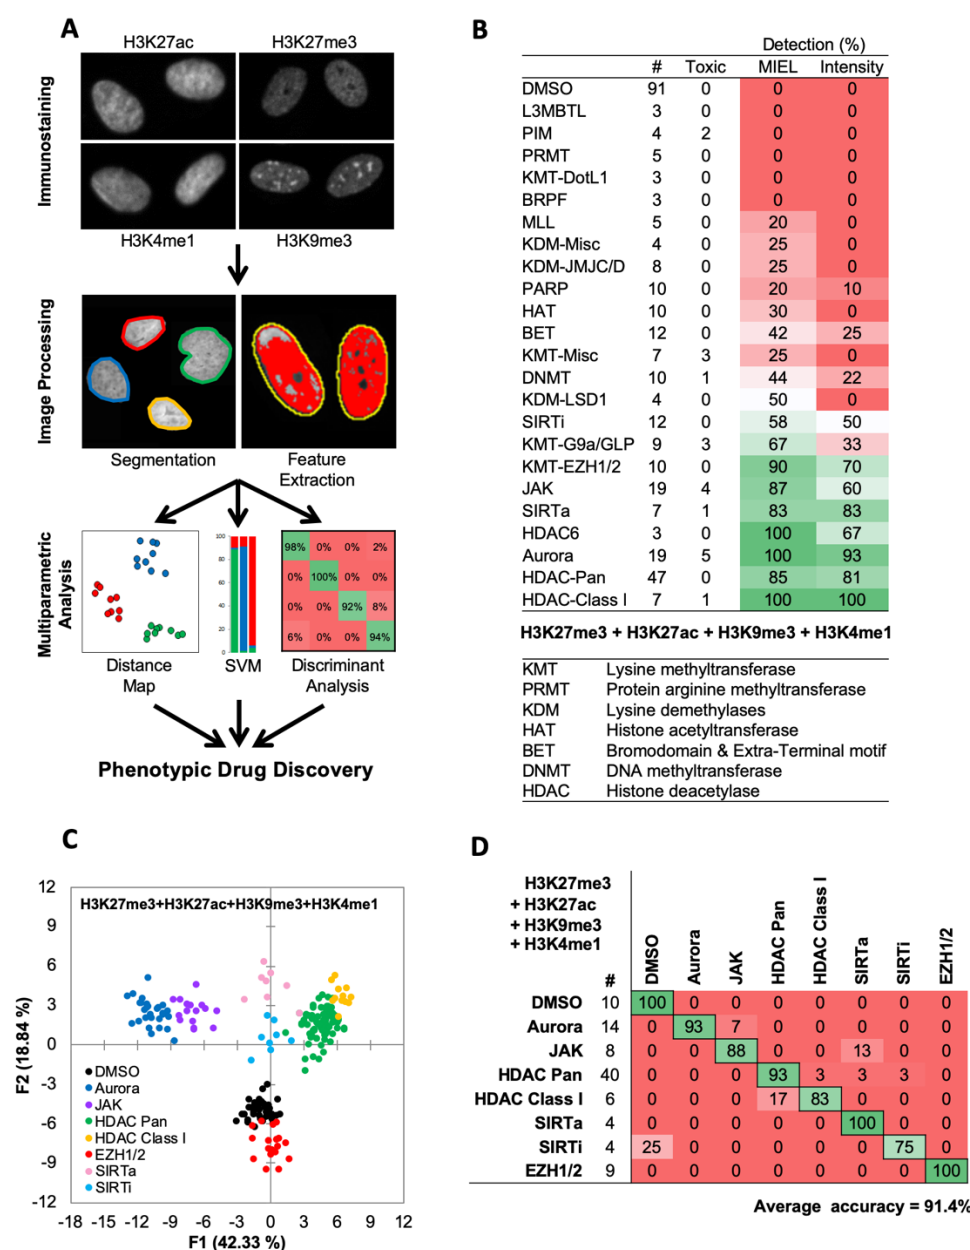 A
H3K27ac H3K27me3
Immunostaining
H3K4me1 H3K9me3
Image Processing
Segmentation Feature
Extraction
Multiparametric
Analysis
100
80
60
40
20
0
98% 0% 0% 2%
0% 100% 0% 0%
0% 0% 92% 8%
6% 0% 0% 94%
Distance
Map
SVM
Discriminant
Analysis
Phenotypic Drug Discovery
B
Detection (%)
# Toxic MIEL Intensity
DMSO 91 0 0 0
L3MBTL 3 0 0 0
PIM 4 2 0 0
PRMT 5 0 0 0
KMT-DotL1 3 0 0 0
BRPF 3 0 0 0
MLL 5 0 20 0
KDM-Misc 4 0 25 0
KDM-JMJC/D 8 0 25 0
PARP 10 0 20 10
HAT 10 0 30 0
BET 12 0 42 25
KMT-Misc 7 3 25 0
DNMT 10 1 44 22
KDM-LSD1 4 0 50 0
SIRTi 12 0 58 50
KMT-G9a/GLP 9 3 67 33
KMT-EZH1/2 10 0 90 70
JAK 19 4 87 60
SIRTa 7 1 83 83
HDAC6 3 0 100 67
Aurora 19 5 100 93
HDAC-Pan 47 0 85 81
HDAC-Class I 7 1 100 100
H3K27me3 + H3K27ac + H3K9me3 + H3K4me1
KMT Lysine methyltransferase
PRMT Protein arginine methyltransferase
KDM Lysine demethylases
HAT Histone acetyltransferase
BET Bromodomain & Extra-Terminal motif
DNMT DNA methyltransferase
HDAC Histone deacetylase
C
H3K27me3+H3K27ac+H3K9me3+H3K4me1
12
9
6
3
0
-3
-6
-9
-12
F2 (18.84 %)
DMSO
Aurora
JAK
HDAC Pan
HDAC Class I
EZH1/2
SIRTa
SIRTi
-18 -15 -12 -9 -6 -3 0 3 6 9 12
F1 (42.33 %)
D
H3K27me3
+ H3K27ac
+ H3K9me3
+ H3K4me1
# DMSO Aurora JAK HDAC Pan HDAC Class I SIRTa SIRTi EZH1/2
DMSO 10 100 0 0 0 0 0 0 0
Aurora 14 0 93 7 0 0 0 0 0
JAK 8 0 0 88 0 0 13 0 0
HDAC Pan 40 0 0 0 93 3 3 3 0
HDAC Class I 6 0 0 0 17 83 0 0 0
SIRTa 4 0 0 0 0 0 100 0 0
SIRTi 4 25 0 0 0 0 0 75 0
EZH1/2 9 0 0 0 0 0 0 0 100
Average accuracy = 91.4%